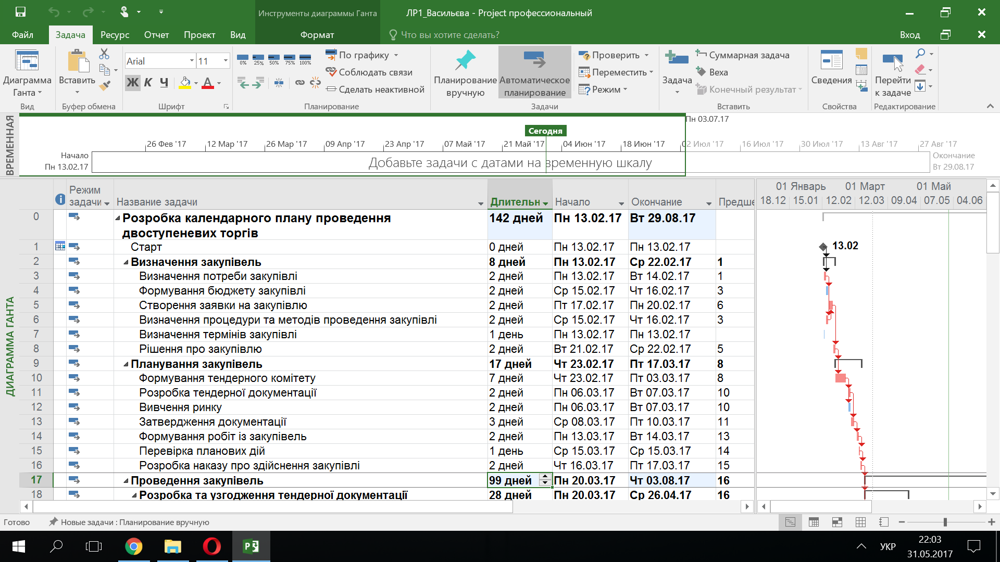 Инструменты диаграммы Ганта
ЛР1_Васильєва - Project профессиональный
Файл
Задача
Ресурс
Отчет
Проект
Вид
Формат
Что вы хотите сделать?
Вход
Диаграмма Ганта
Вид
Вставить
Буфер обмена
Arial
11
Ж К Ч
А
Шрифт
0% 25% 50% 75% 100%
По графику
Соблюдать связи
Сделать неактивной
Планирование
Планирование вручную
Автоматическое планирование
Проверить
Переместить
Режим
Задачи
Задача
Суммарная задача
Веха
Конечный результат
Вставить
Сведения
Свойства
Перейти к задаче
Редактирование
ВРЕМЕННАЯ
Пн 03.07.17
Сегодня
26 Фев '17 12 Мар '17 26 Мар '17 09 Апр '17 23 Апр '17 07 Май '17 21 Май '17 04 Июн '17 18 Июн '17 02 Июл '17 16 Июл '17 30 Июл '17 13 Авг '17 27 Авг '17
Начало
Пн 13.02.17
Добавьте задачи с датами на временную шкалу
Окончание
Вт 29.08.17
ДИАГРАММА ГАНТА
Режим задачи Название задачи Длительн Начало Окончание Предше
01 Январь 01 Март 01 Май
18.12 15.01 12.02 12.03 09.04 07.05 04.06
0 Розробка календарного плану проведення двоступеневих торгів 142 дней Пн 13.02.17 Вт 29.08.17
1 Старт 0 дней Пн 13.02.17 Пн 13.02.17
13.02
2 Визначення закупівель 8 дней Пн 13.02.17 Ср 22.02.17 1
3 Визначення потреби закупівлі 2 дней Пн 13.02.17 Вт 14.02.17 1
4 Формування бюджету закупівлі 2 дней Ср 15.02.17 Чт 16.02.17 3
5 Створення заявки на закупівлю 2 дней Пт 17.02.17 Пн 20.02.17 6
6 Визначення процедури та методів проведення закупівлі 2 дней Ср 15.02.17 Чт 16.02.17 3
7 Визначення термінів закупівлі 1 день Пн 13.02.17 Пн 13.02.17
8 Рішення про закупівлю 2 дней Вт 21.02.17 Ср 22.02.17 5
9 Планування закупівель 17 дней Чт 23.02.17 Пт 17.03.17 8
10 Формування тендерного комітету 7 дней Чт 23.02.17 Пт 03.03.17 8
11 Розробка тендерної документації 2 дней Пн 06.03.17 Вт 07.03.17 10
12 Вивчення ринку 2 дней Пн 06.03.17 Вт 07.03.17 10
13 Затвердження документації 3 дней Ср 08.03.17 Пт 10.03.17 11
14 Формування робіт із закупівель 2 дней Пн 13.03.17 Вт 14.03.17 13
15 Перевірка планових дій 1 день Ср 15.03.17 Ср 15.03.17 14
16 Розробка наказу про здійснення закупівлі 2 дней Чт 16.03.17 Пт 17.03.17 15
17 Проведення закупівель 99 дней Пн 20.03.17 Чт 03.08.17 16
18 Розробка та узгодження тендерної документації 28 дней Пн 20.03.17 Ср 26.04.17 16
Готово
Новые задачи : Планирование вручную
УКР
22:03
31.05.2017